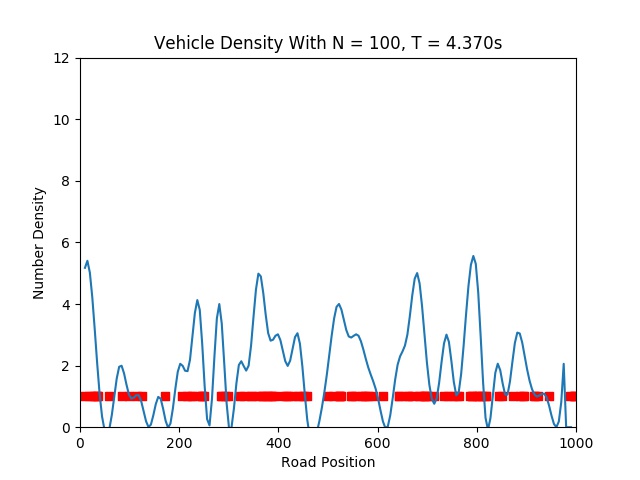 Vehicle Density With N = 100, T = 4.370s
12
10
8
6
4
2
0
Number Density
0 200 400 600 800 1000
Road Position